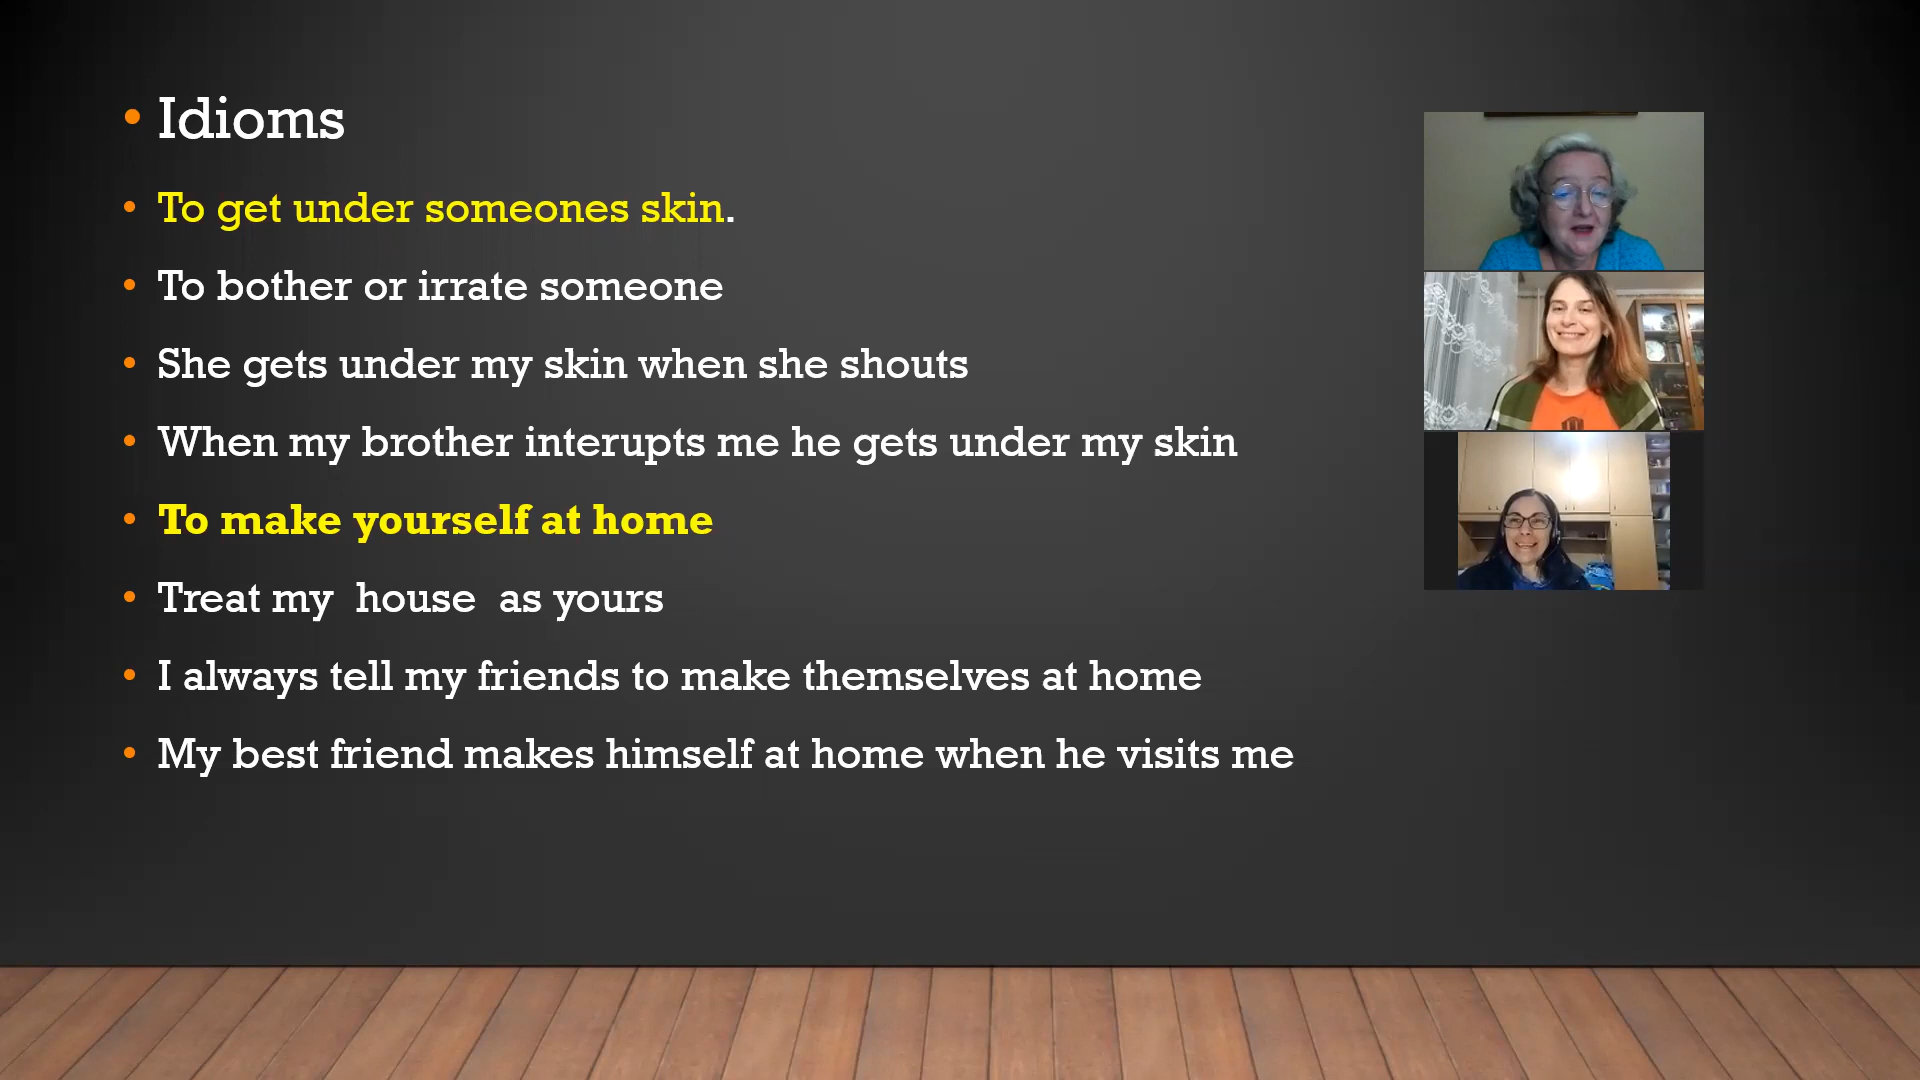 Idioms
To get under someones skin.
To bother or irrate someone
She gets under my skin when she shouts
When my brother interupts me he gets under my skin
To make yourself at home
Treat my house as yours
I always tell my friends to make themselves at home
My best friend makes himself at home when he visits me